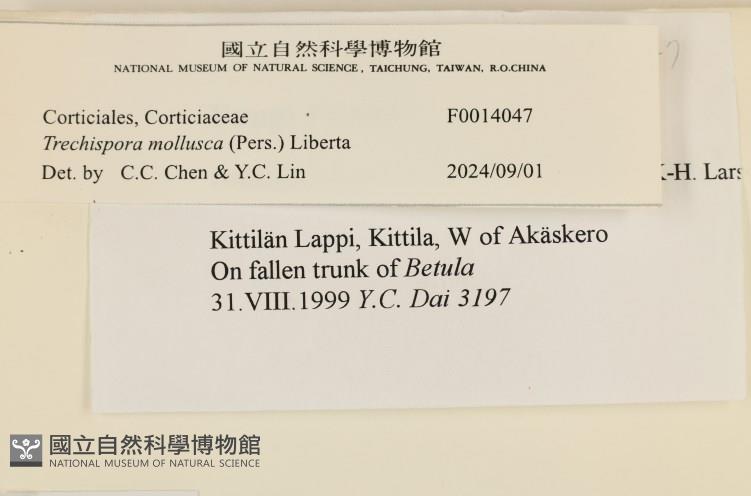 國立自然科學博物館
NATIONAL MUSEUM OF NATURAL SCIENCE, TAICHUNG, TAIWAN, R.O.CHINA
Corticiales, Corticiaceae F0014047
Trechispora mollusca (Pers.) Liberta
Det. by C.C. Chen & Y.C. Lin 2024/09/01
-H. Lars
Kittilän Lappi, Kittila, W of Akäskero
On fallen trunk of Betula
31.VIII.1999 Y.C. Dai 3197
國立自然科學博物館
NATIONAL MUSEUM OF NATURAL SCIENCE